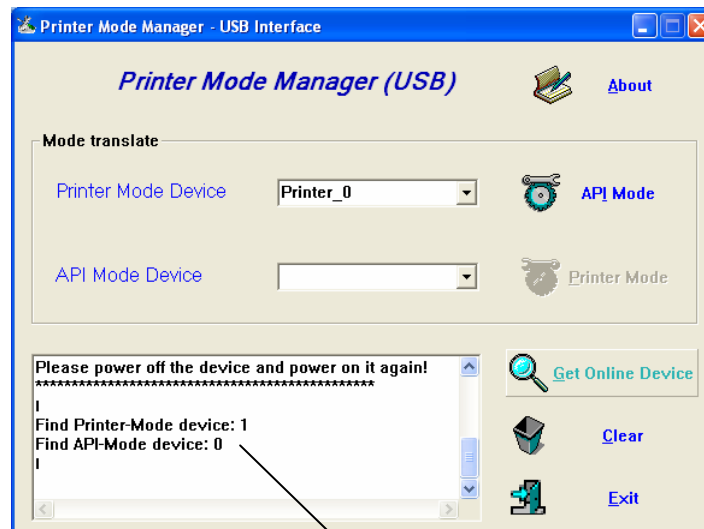 Printer Mode Manager - USB Interface
Printer Mode Manager (USB)
About
Mode translate
Printer Mode Device
Printer_0
API Mode
API Mode Device
Printer Mode
Please power off the device and power on it again!
***********************************************
I
Find Printer-Mode device: 1
Find API-Mode device: 0
I
Get Online Device
Clear
Exit